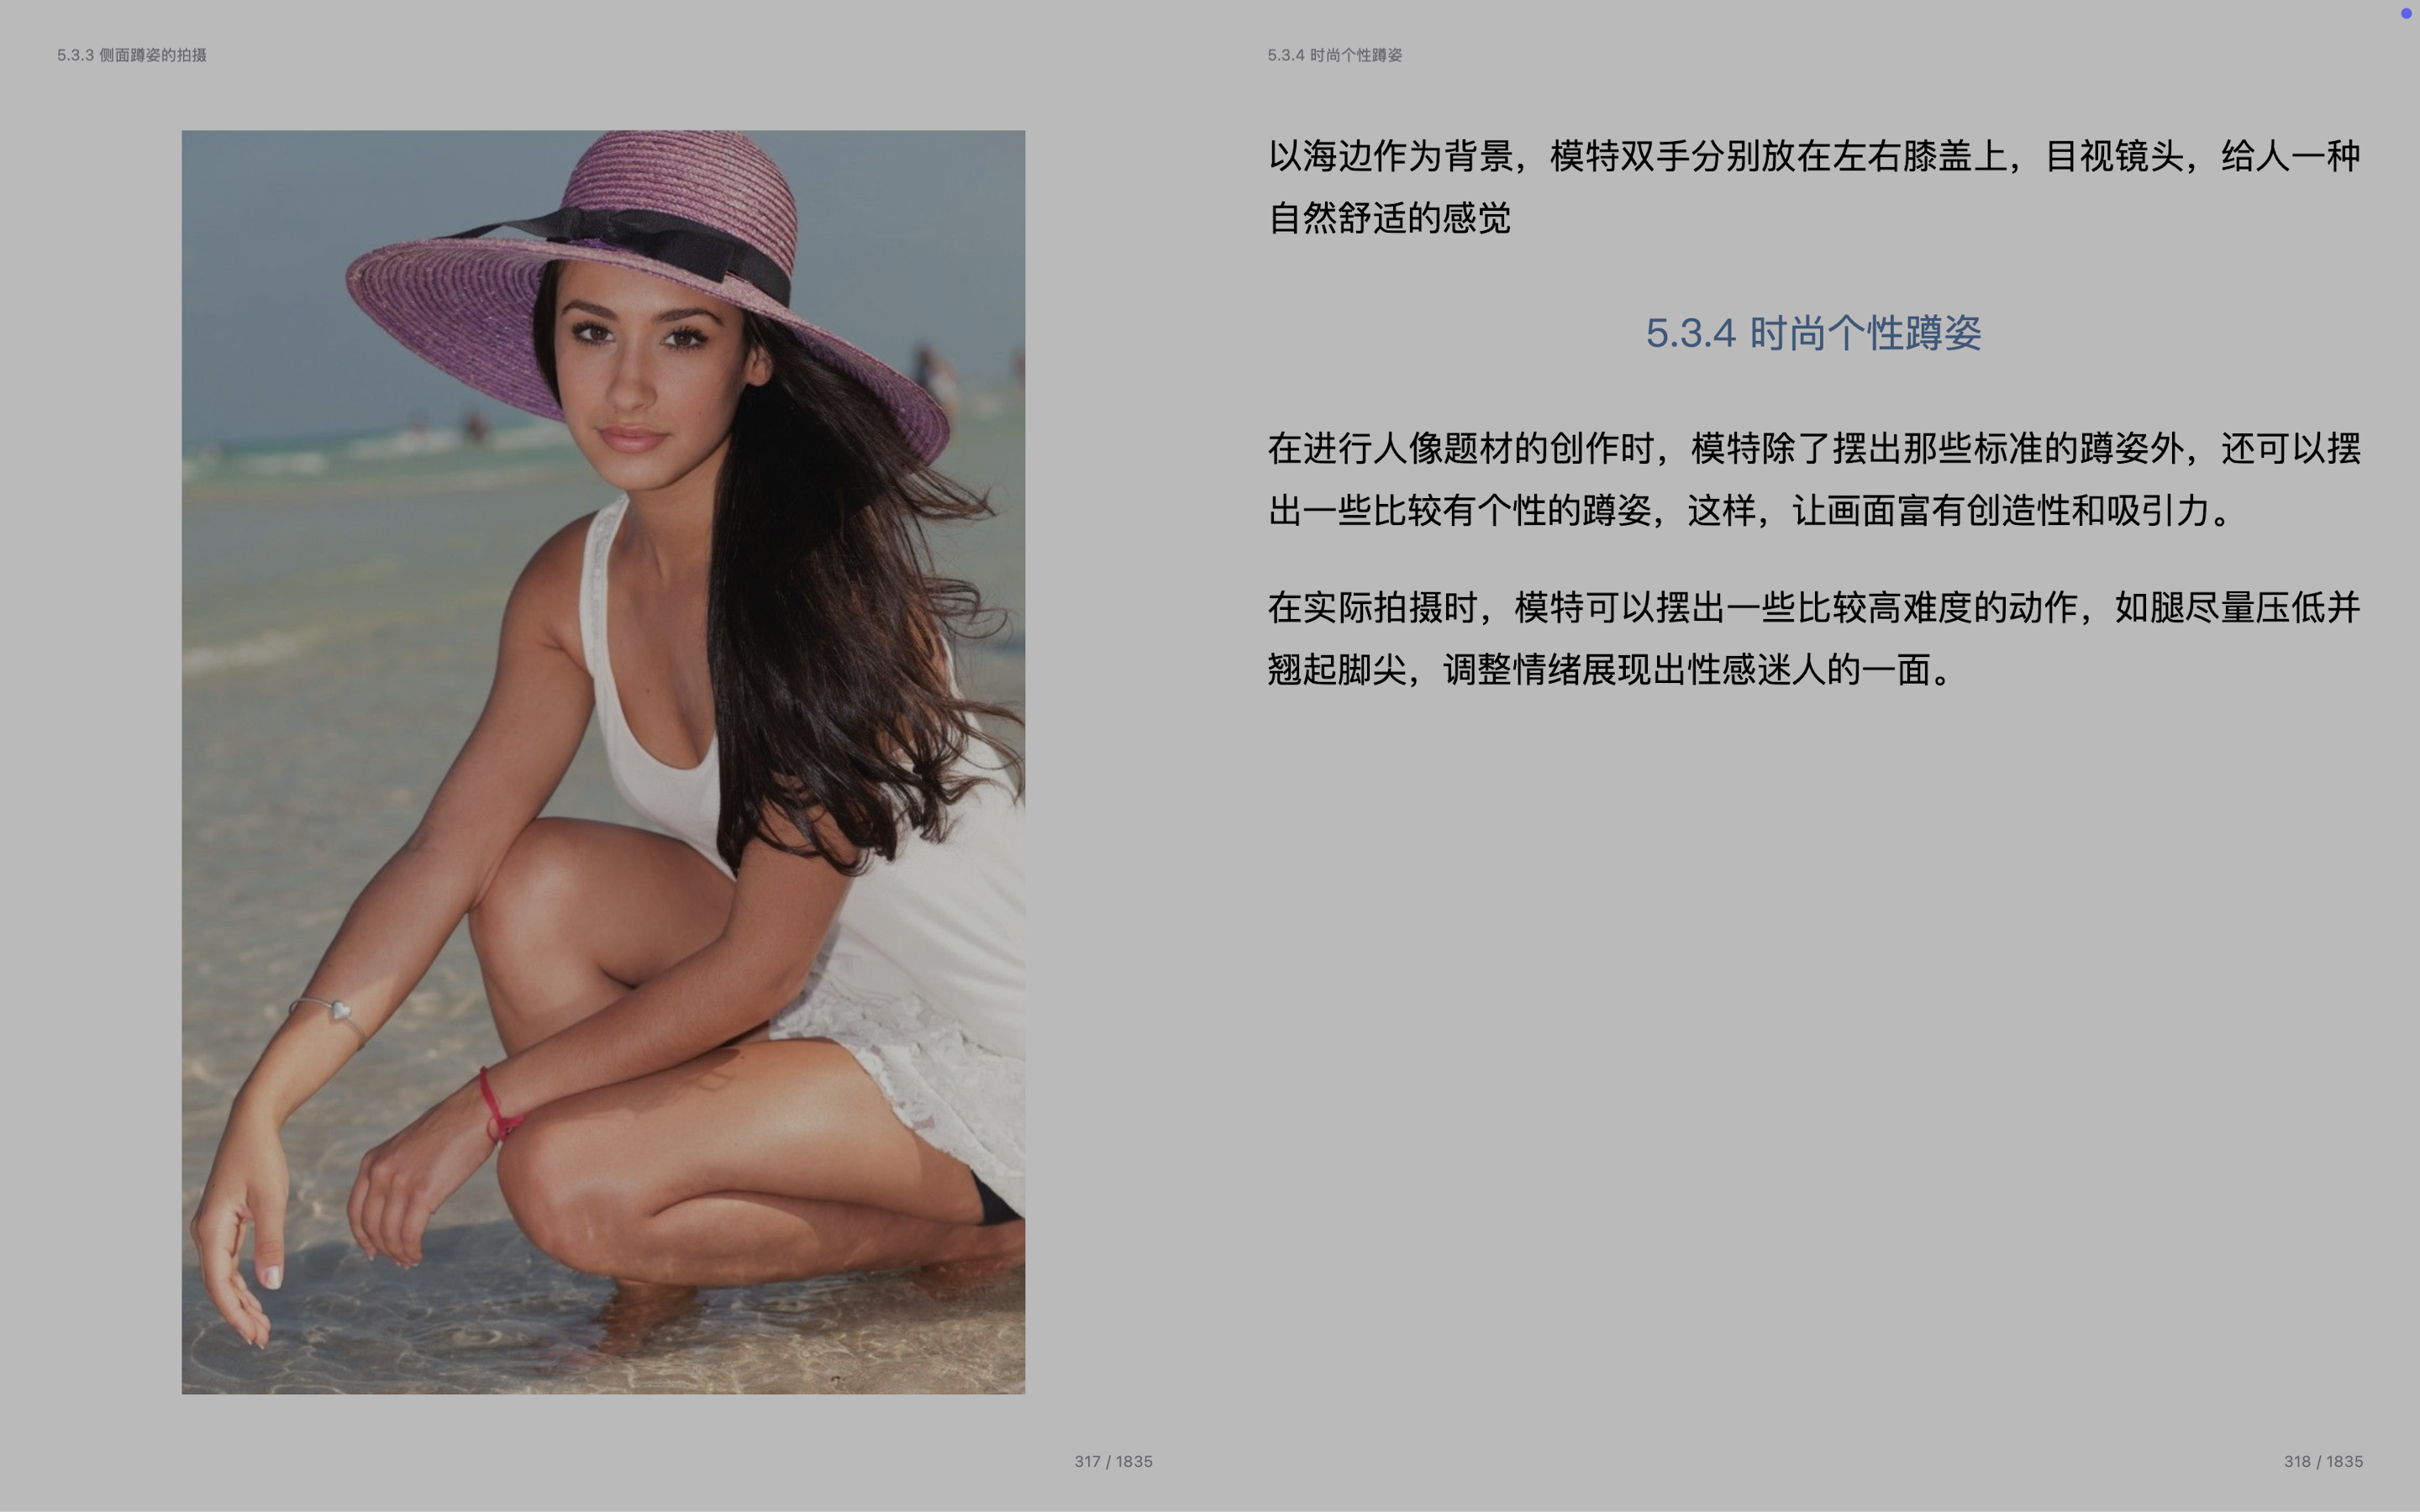 5.3.3 侧面蹲姿的拍摄
317 / 1835
5.3.4 时尚个性蹲姿
以海边作为背景，模特双手分别放在左右膝盖上，目视镜头，给人一种
自然舒适的感觉
5.3.4 时尚个性蹲姿
在进行人像题材的创作时，模特除了摆出那些标准的蹲姿外，还可以摆
出一些比较有个性的蹲姿，这样，让画面富有创造性和吸引力。
在实际拍摄时，模特可以摆出一些比较高难度的动作，如腿尽量压低并
翘起脚尖，调整情绪展现出性感迷人的一面。
318 / 1835